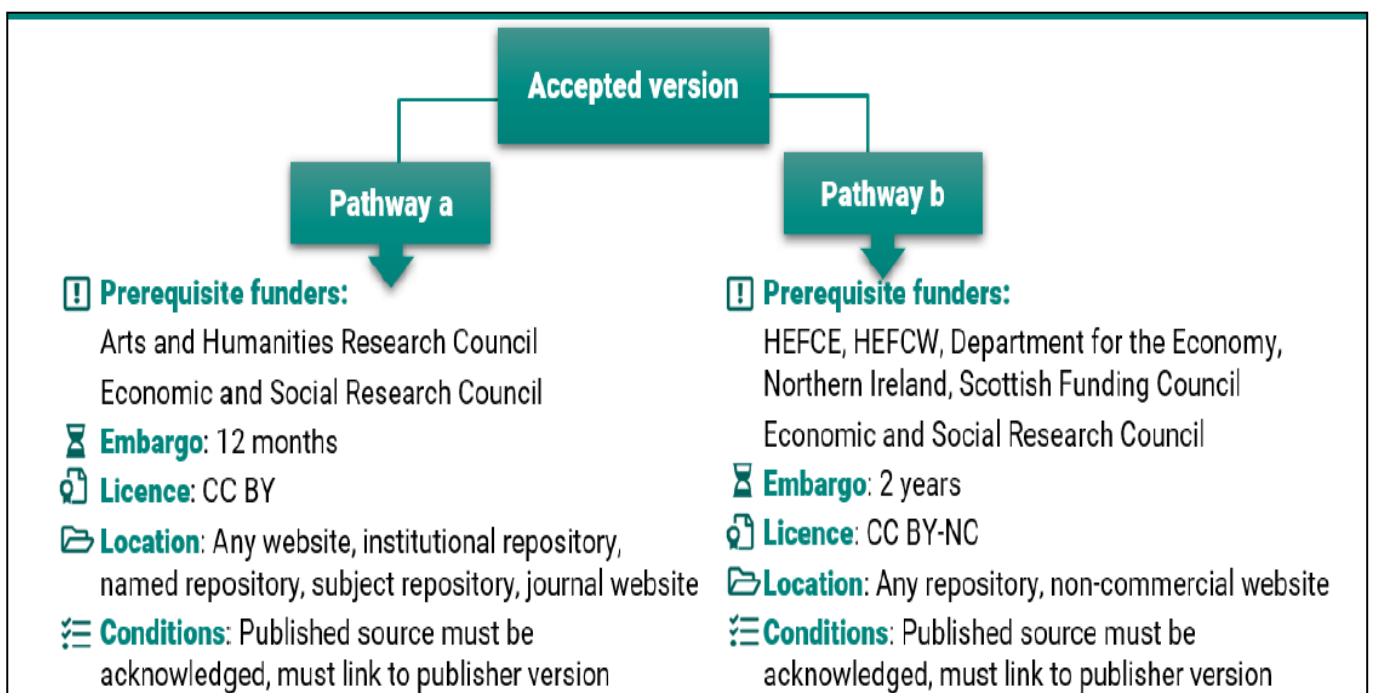 Accepted version
Pathway a
Prerequisite funders:
Arts and Humanities Research Council
Economic and Social Research Council
Embargo: 12 months
Licence: CC BY
Location: Any website, institutional repository,
named repository, subject repository, journal website
Conditions: Published source must be
acknowledged, must link to publisher version
Pathway b
Prerequisite funders:
HEFCE, HEFCW, Department for the Economy,
Northern Ireland, Scottish Funding Council
Economic and Social Research Council
Embargo: 2 years
Licence: CC BY-NC
Location: Any repository, non-commercial website
Conditions: Published source must be
acknowledged, must link to publisher version